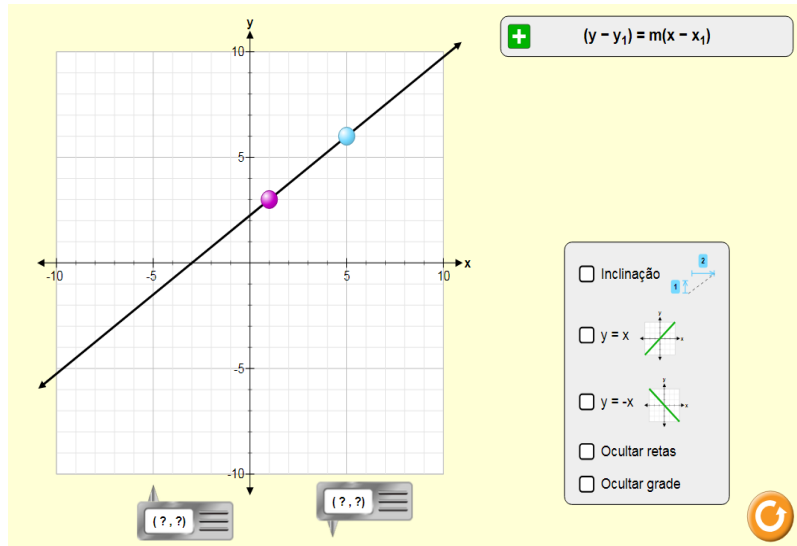 y
(y − y₁) = m(x − x₁)
10
5
x
-10
-5
5
10
-5
-10
Inclinação
2
1
y = x
y
x
y = -x
y
x
Ocultar retas
Ocultar grade
( ? , ?)
( ? , ?)